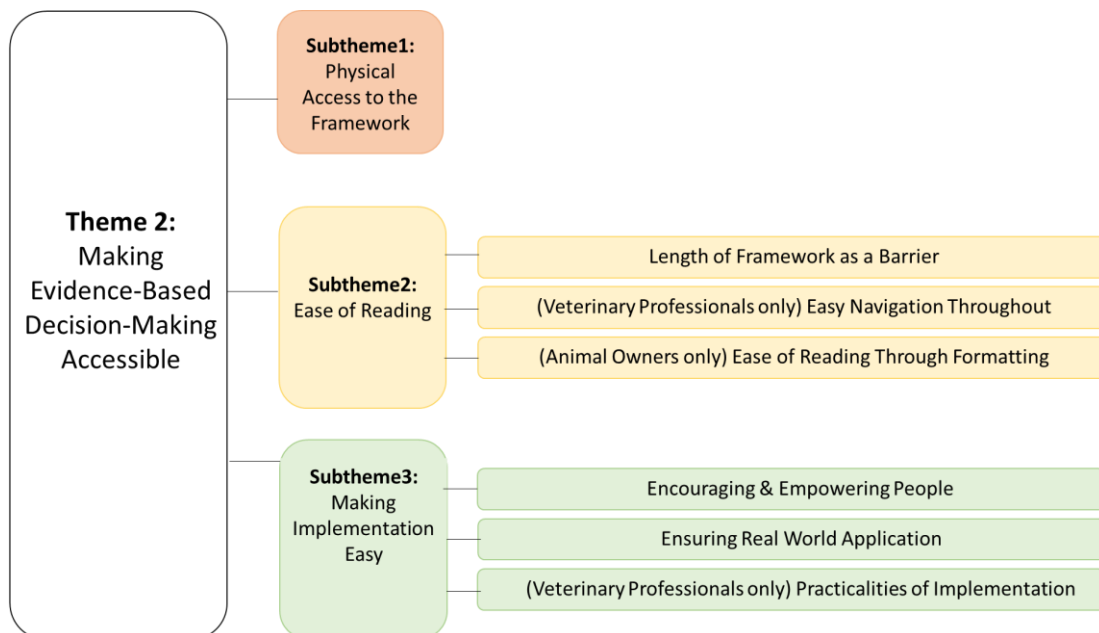 Theme 2:
Making
Evidence-Based
Decision-Making
Accessible
Subtheme1:
Physical
Access to the
Framework
Subtheme2:
Ease of Reading
Length of Framework as a Barrier
(Veterinary Professionals only) Easy Navigation Throughout
(Animal Owners only) Ease of Reading Through Formatting
Subtheme3:
Making
Implementation
Easy
Encouraging & Empowering People
Ensuring Real World Application
(Veterinary Professionals only) Practicalities of Implementation